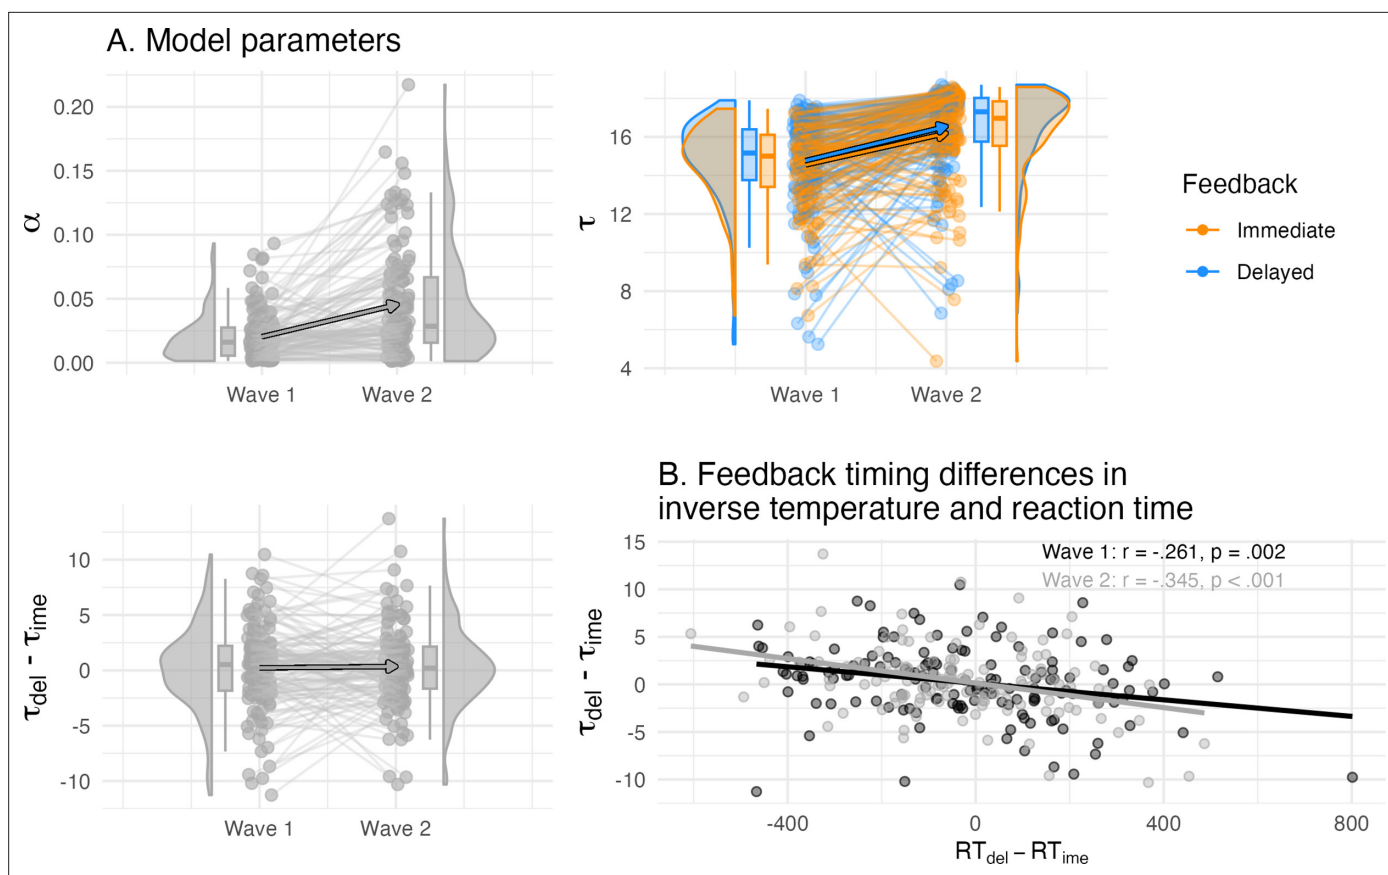 A. Model parameters
α
0.20
0.15
0.10
0.05
0.00
Wave 1
Wave 2
τ
16
12
8
4
Wave 1
Wave 2
Feedback
Immediate
Delayed
τdel - τime
10
5
0
-5
-10
Wave 1
Wave 2
B. Feedback timing differences in
inverse temperature and reaction time
Wave 1: r = -.261, p = .002
Wave 2: r = -.345, p < .001
τdel - τime
15
10
5
0
-5
-10
-400
0
400
800
RTdel – RTime